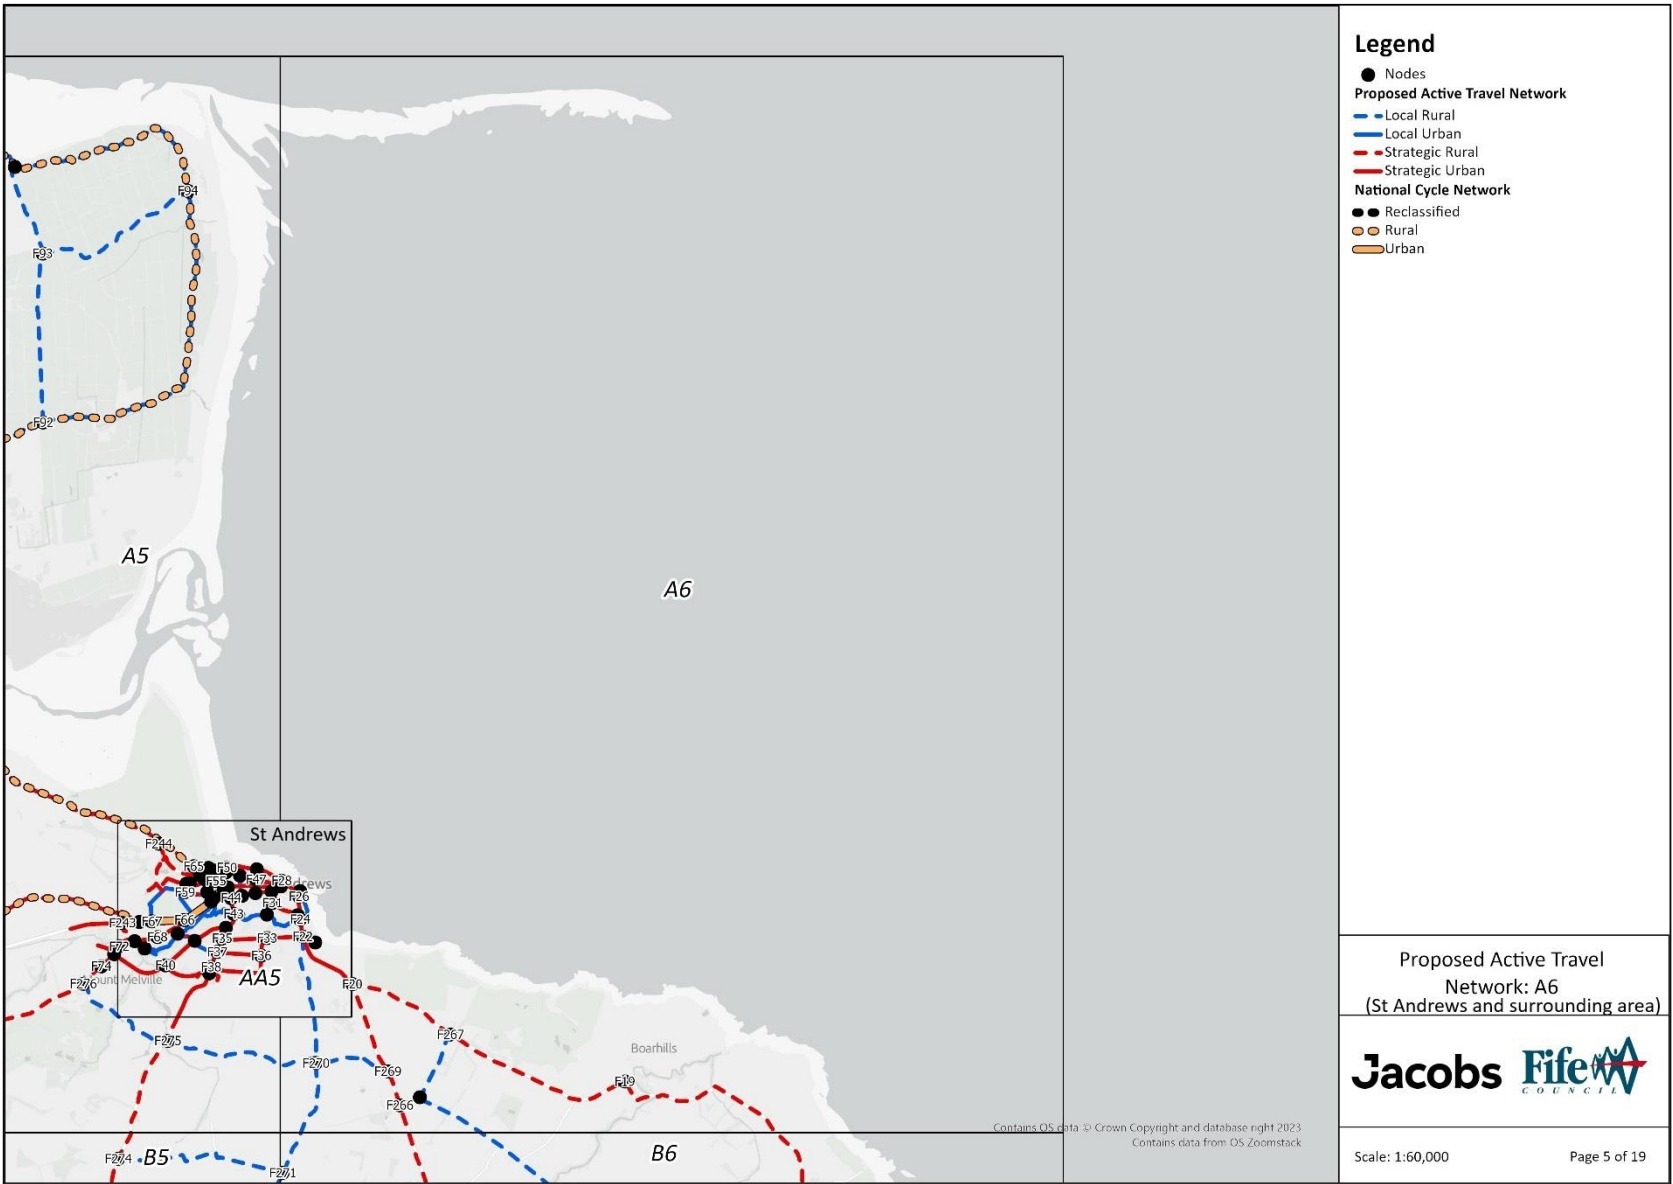 Legend
Nodes
Proposed Active Travel Network
Local Rural
Local Urban
Strategic Rural
Strategic Urban
National Cycle Network
Reclassified
Rural
Urban
F94
F93
F92
A5
A6
St Andrews
F244
F65
F50
F55
F47
F28
drews
F59
F44
F26
F31
F43
F24
F243
F67
F66
F68
F35
F33
F22
F72
F37
F36
F74
F40
F38
AA5
F276
ount Melville
F20
F275
F267
Boarhills
F270
F269
F19
F266
F274
B5
F271
B6
Contains OS data © Crown Copyright and database right 2023
Contains data from OS Zoomstack
Proposed Active Travel
Network: A6
(St Andrews and surrounding area)
Jacobs
Fife
COUNCIL
Scale: 1:60,000
Page 5 of 19